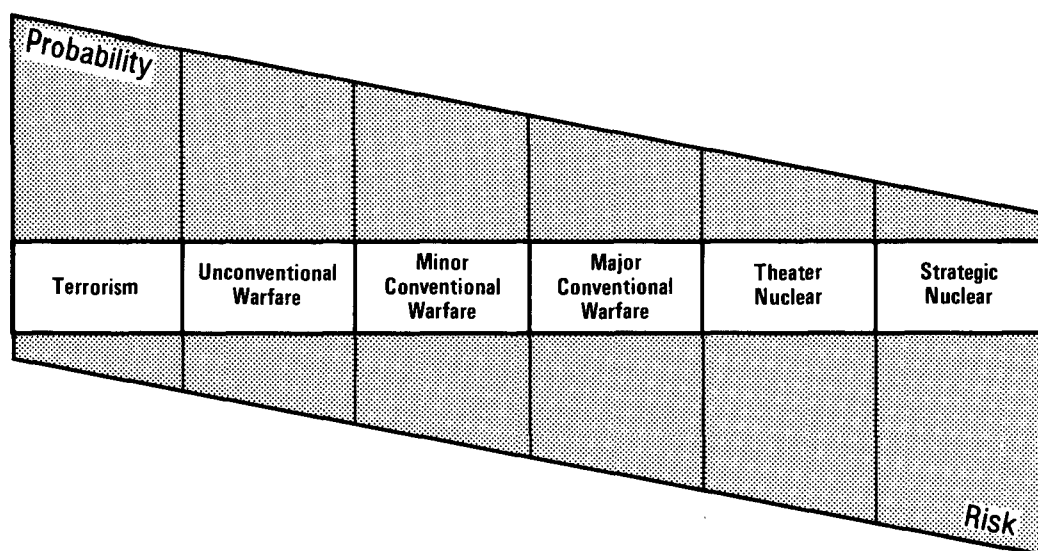 Probability
Terrorism
Unconventional
Warfare
Minor
Conventional
Warfare
Major
Conventional
Warfare
Theater
Nuclear
Strategic
Nuclear
Risk